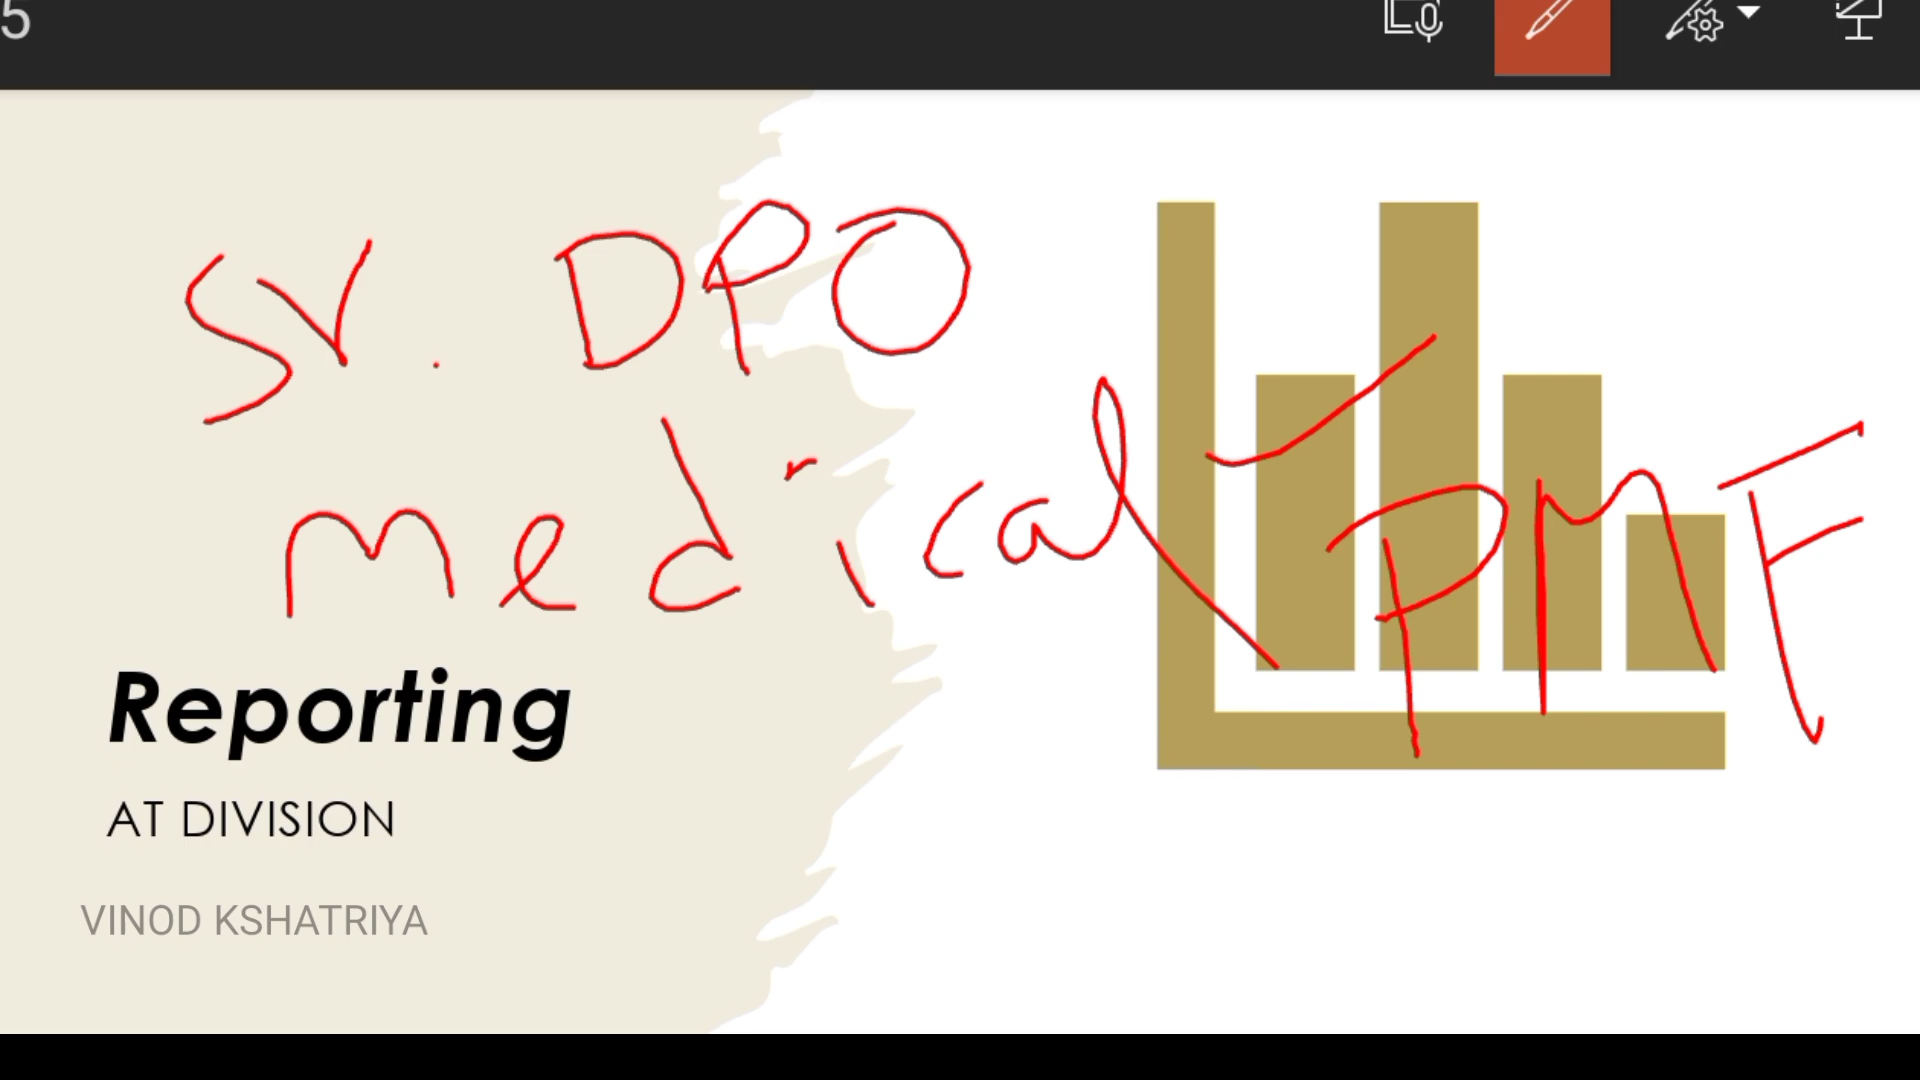 5
Sr. DPO
medical PMF
Reporting
AT DIVISION
VINOD KSHATRIYA